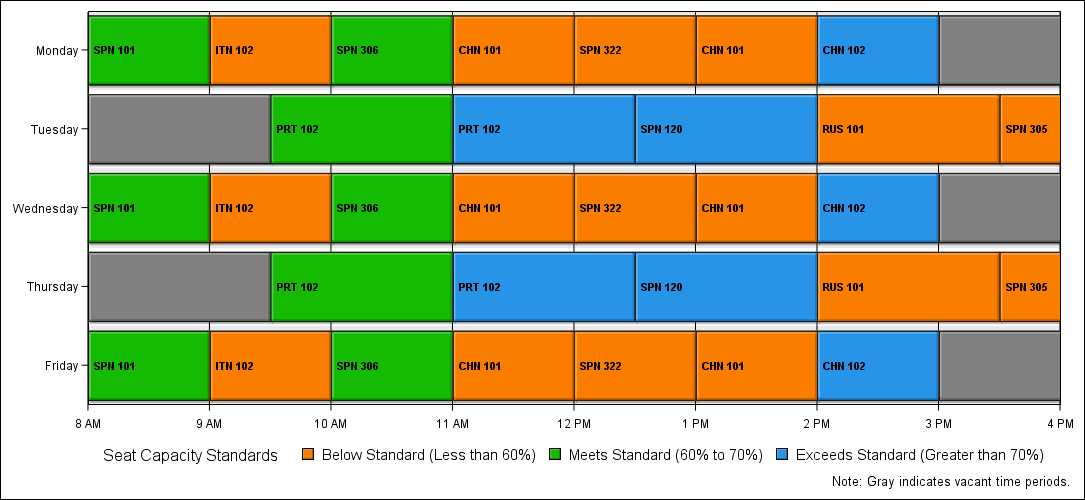 Monday SPN 101 ITN 102 SPN 306 CHN 101 SPN 322 CHN 101 CHN 102
Tuesday PRT 102 PRT 102 SPN 120 RUS 101 SPN 305
Wednesday SPN 101 ITN 102 SPN 306 CHN 101 SPN 322 CHN 101 CHN 102
Thursday PRT 102 PRT 102 SPN 120 RUS 101 SPN 305
Friday SPN 101 ITN 102 SPN 306 CHN 101 SPN 322 CHN 101 CHN 102
8 AM 9 AM 10 AM 11 AM 12 PM 1 PM 2 PM 3 PM 4 PM
Seat Capacity Standards Below Standard (Less than 60%) Meets Standard (60% to 70%) Exceeds Standard (Greater than 70%)
Note: Gray indicates vacant time periods.